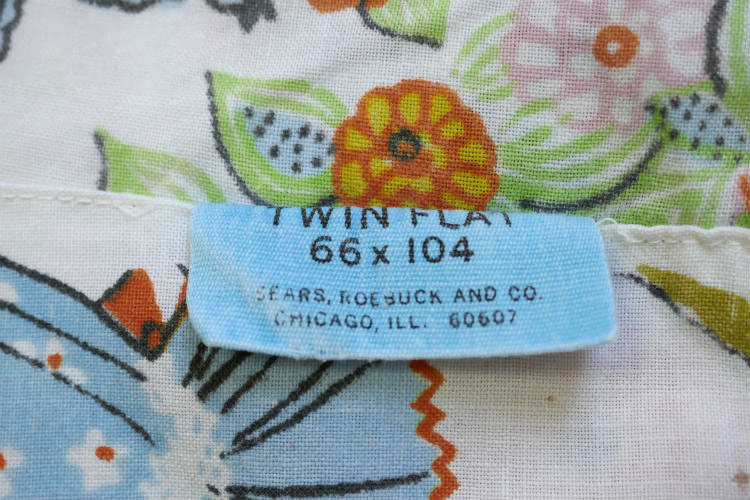 TWIN FLAT
66 x 104
SEARS, ROEBUCK AND CO.
CHICAGO, ILL. 60607